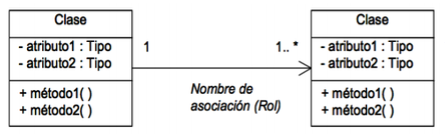 Clase
- atributo1 : Tipo
- atributo2 : Tipo
+ método1( )
+ método2( )
1
1.. *
Nombre de
asociación (Rol)
Clase
- atributo1 : Tipo
- atributo2 : Tipo
+ método1( )
+ método2( )